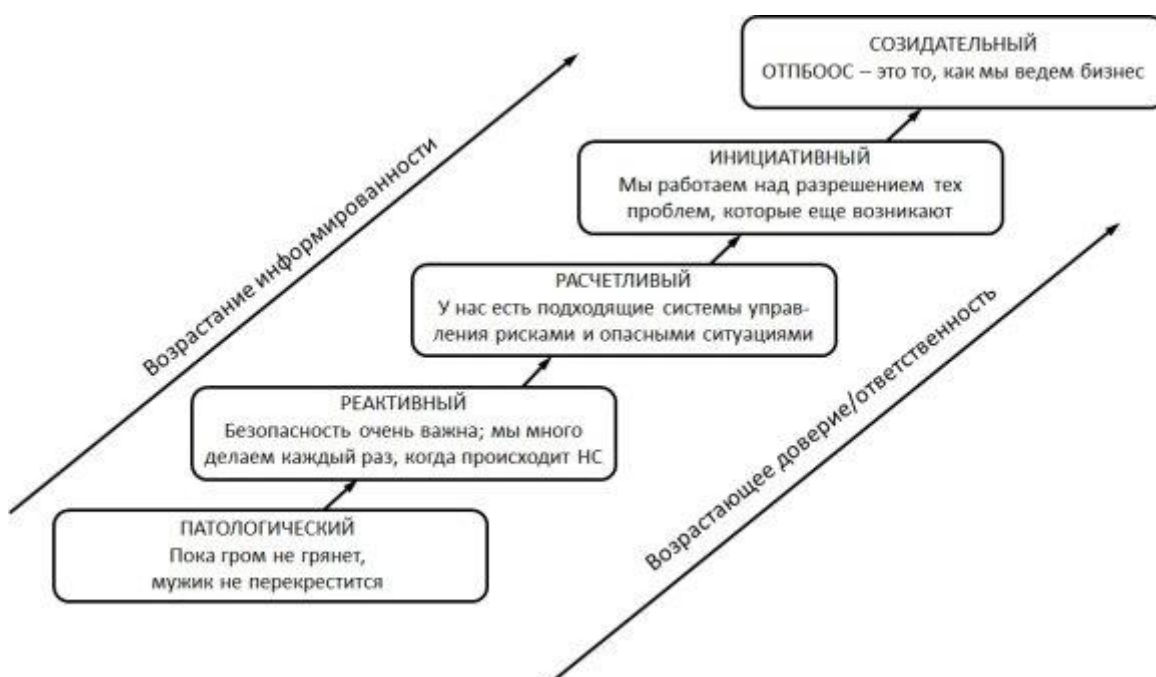 СОЗИДАТЕЛЬНЫЙ
ОТПБООС – это то, как мы ведем бизнес
ИНИЦИАТИВНЫЙ
Мы работаем над разрешением тех
проблем, которые еще возникают
РАСЧЕТЛИВЫЙ
У нас есть подходящие системы управ-
ления рисками и опасными ситуациями
РЕАКТИВНЫЙ
Безопасность очень важна; мы много
делаем каждый раз, когда происходит НС
ПАТОЛОГИЧЕСКИЙ
Пока гром не грянет,
мужик не перекрестится
Возрастание информированности
Возрастающее доверие/ответственность